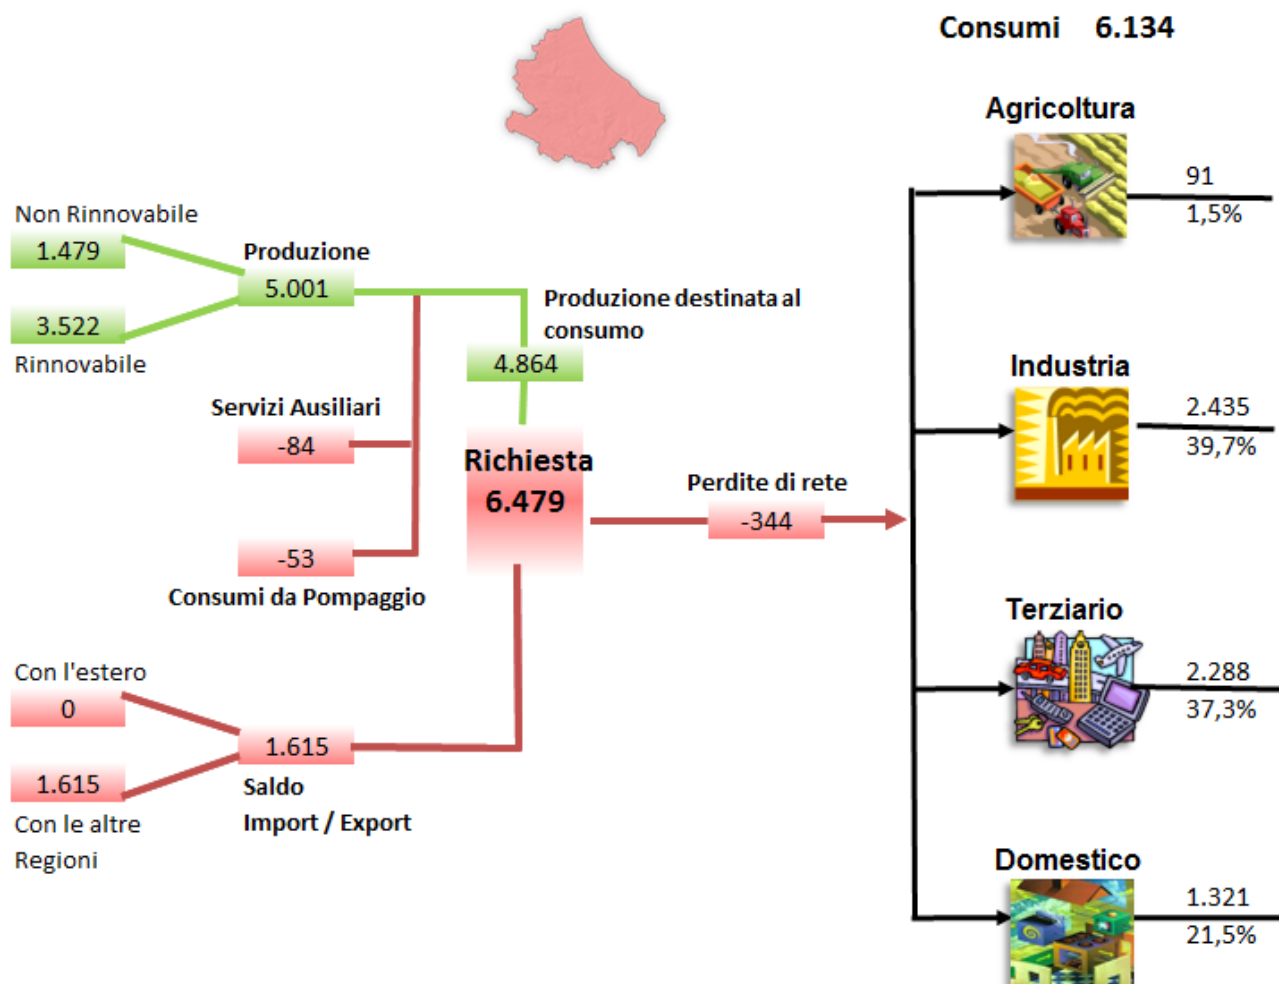 Consumi 6.134
Agricoltura
91
1,5%
Non Rinnovabile
1.479
Produzione
5.001
3.522
Rinnovabile
Produzione destinata al
consumo
4.864
Servizi Ausiliari
-84
-53
Consumi da Pompaggio
Richiesta
6.479
Perdite di rete
-344
Industria
2.435
39,7%
Terziario
2.288
37,3%
Con l'estero
0
1.615
Con le altre
Regioni
1.615
Saldo
Import / Export
Domestico
1.321
21,5%